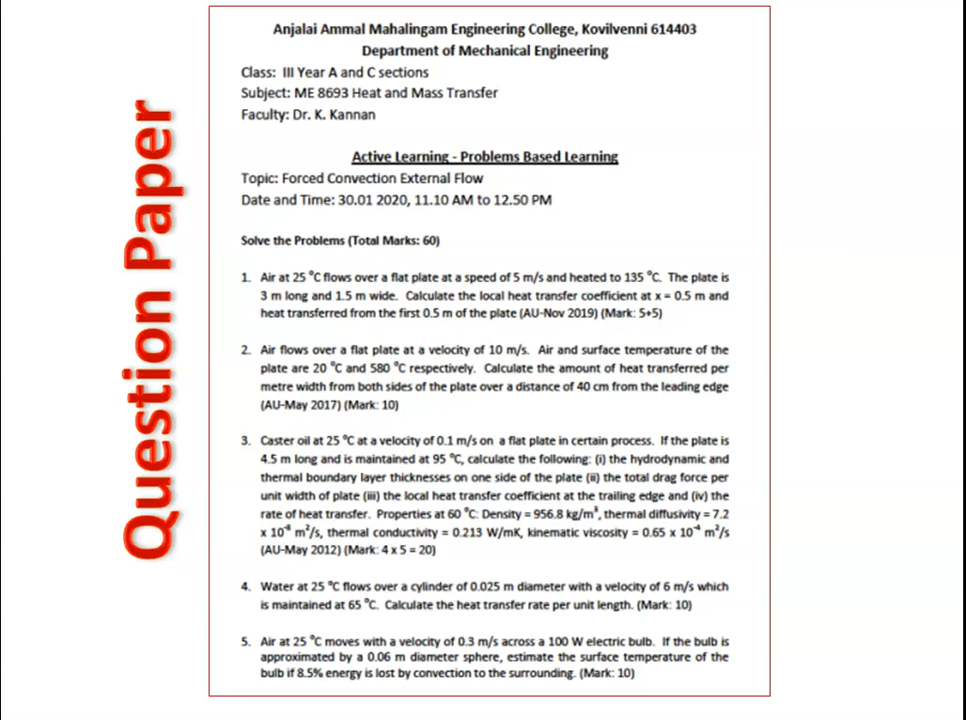 Question Paper
Anjalai Ammal Mahalingam Engineering College, Kovilvenni 614403
Department of Mechanical Engineering
Class: III Year A and C sections
Subject: ME 8693 Heat and Mass Transfer
Faculty: Dr. K. Kannan
Active Learning - Problems Based Learning
Topic: Forced Convection External Flow
Date and Time: 30.01 2020, 11.10 AM to 12.50 PM
Solve the Problems (Total Marks: 60)
1. Air at 25 °C flows over a flat plate at a speed of 5 m/s and heated to 135 °C. The plate is
3 m long and 1.5 m wide. Calculate the local heat transfer coefficient at x = 0.5 m and
heat transferred from the first 0.5 m of the plate (AU-Nov 2019) (Mark: 5+5)
2. Air flows over a flat plate at a velocity of 10 m/s. Air and surface temperature of the
plate are 20 °C and 580 °C respectively. Calculate the amount of heat transferred per
metre width from both sides of the plate over a distance of 40 cm from the leading edge
(AU-May 2017) (Mark: 10)
3. Caster oil at 25 °C at a velocity of 0.1 m/s on a flat plate in certain process. If the plate is
4.5 m long and is maintained at 95 °C, calculate the following: (i) the hydrodynamic and
thermal boundary layer thicknesses on one side of the plate (ii) the total drag force per
unit width of plate (iii) the local heat transfer coefficient at the trailing edge and (iv) the
rate of heat transfer. Properties at 60 °C: Density = 956.8 kg/m³, thermal diffusivity = 7.2
x 10⁻⁸ m²/s, thermal conductivity = 0.213 W/mK, kinematic viscosity = 0.65 x 10⁻⁴ m²/s
(AU-May 2012) (Mark: 4 x 5 = 20)
4. Water at 25 °C flows over a cylinder of 0.025 m diameter with a velocity of 6 m/s which
is maintained at 65 °C. Calculate the heat transfer rate per unit length. (Mark: 10)
5. Air at 25 °C moves with a velocity of 0.3 m/s across a 100 W electric bulb. If the bulb is
approximated by a 0.06 m diameter sphere, estimate the surface temperature of the
bulb if 8.5% energy is lost by convection to the surrounding. (Mark: 10)